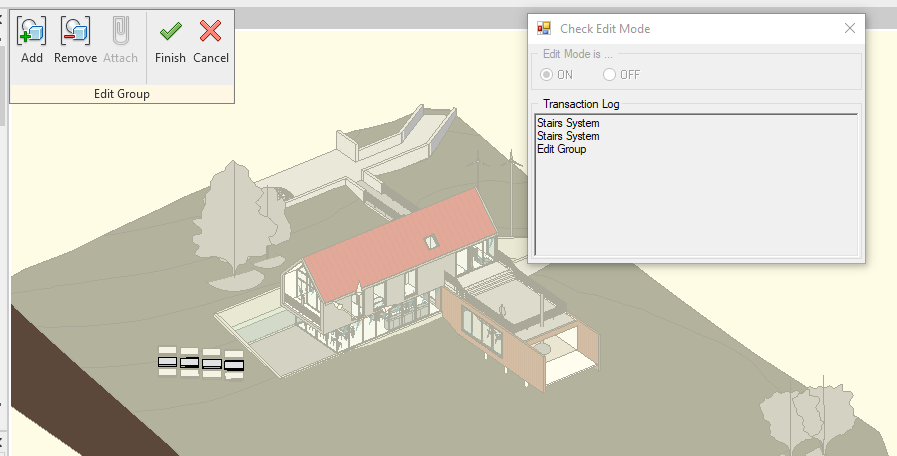 Add Remove Attach Finish Cancel
Edit Group
Check Edit Mode
Edit Mode is ...
ON OFF
Transaction Log
Stairs System
Stairs System
Edit Group